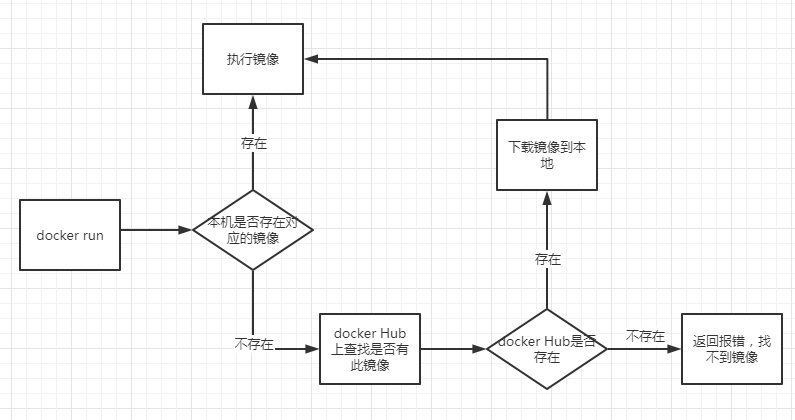 执行镜像
存在
下载镜像到本
地
docker run
本机是否存在对
应的镜像
存在
不存在
docker Hub
上查找是否有
此镜像
docker Hub是否
存在
不存在
返回报错，找
不到镜像